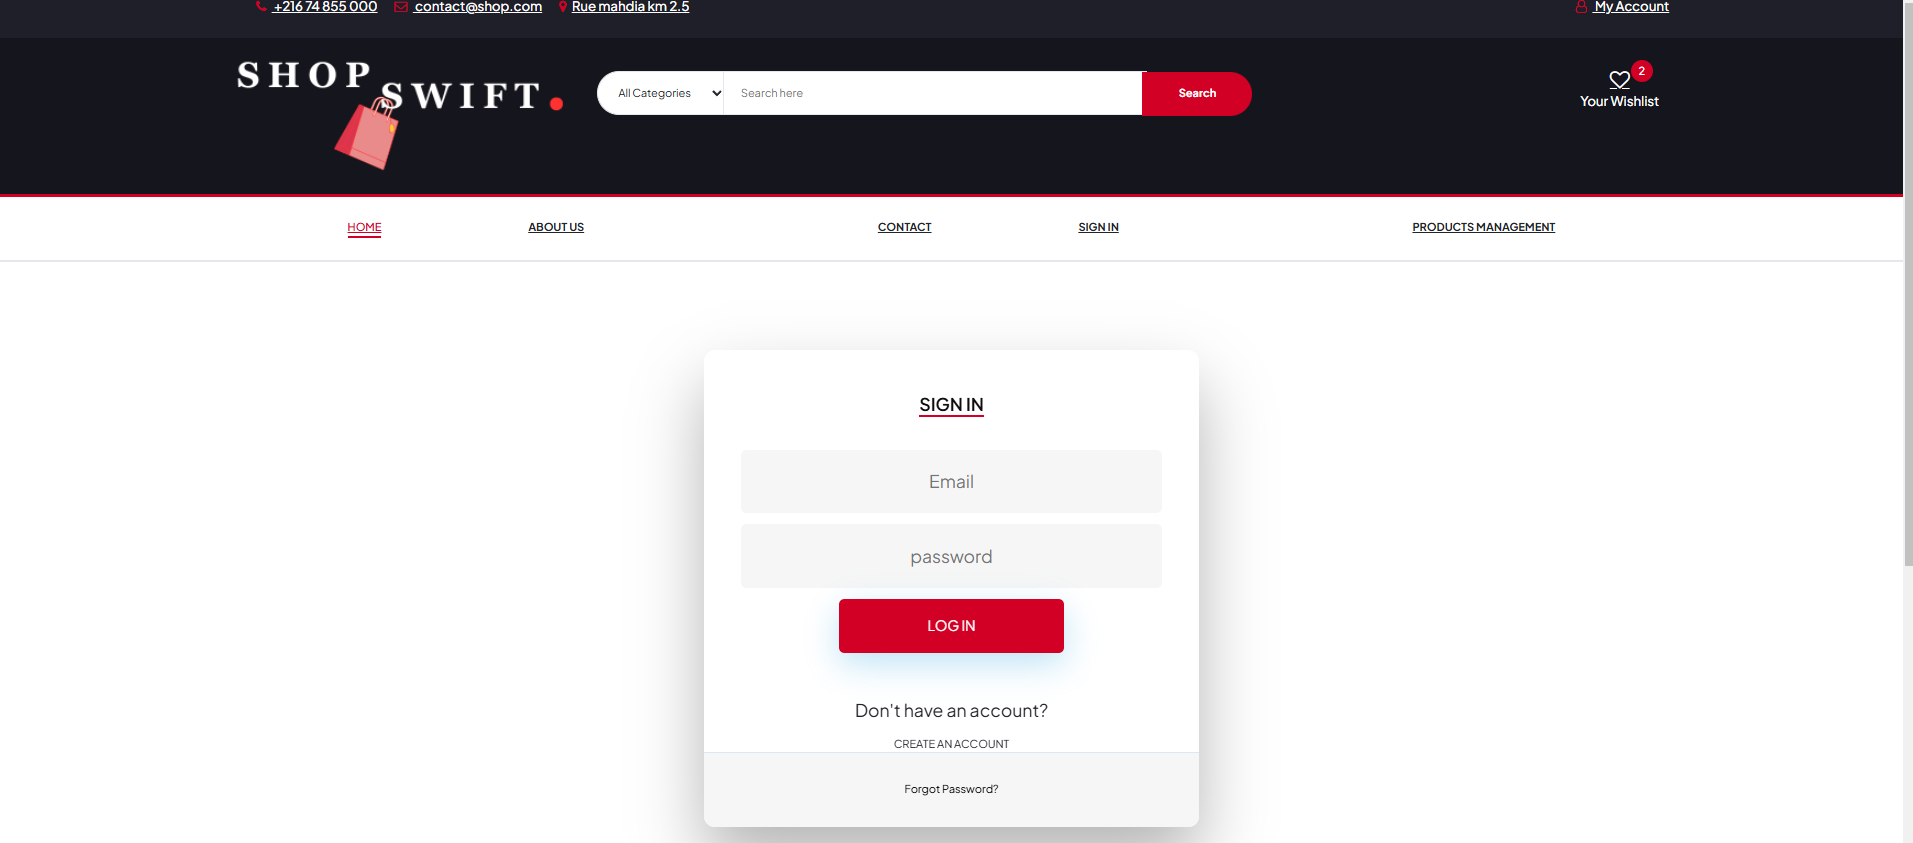 +216 74 855 000 contact@shop.com Rue mahdia km 2.5 My Account
SHOP
SWIFT.
All Categories Search here Search
2
Your Wishlist
HOME ABOUT US CONTACT SIGN IN PRODUCTS MANAGEMENT
SIGN IN
Email
password
LOG IN
Don't have an account?
CREATE AN ACCOUNT
Forgot Password?